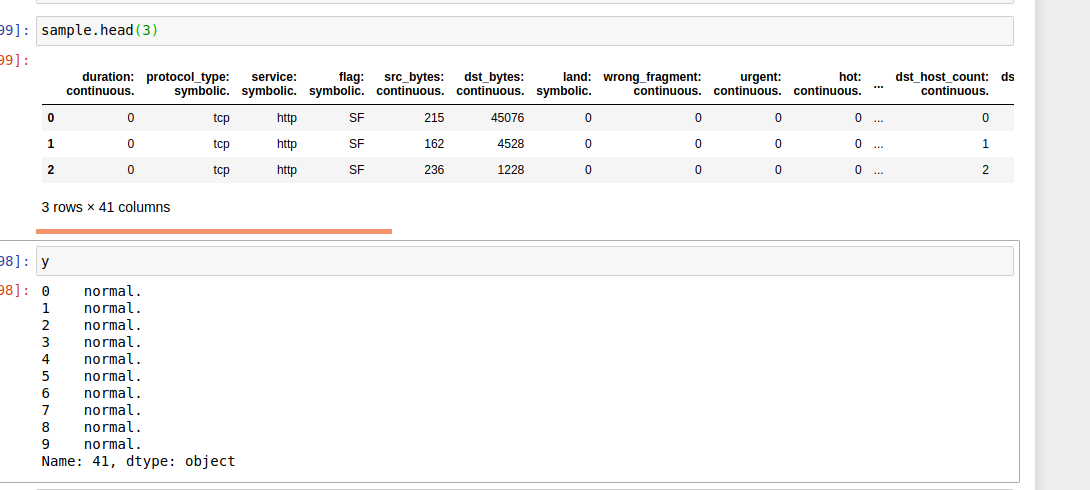 99]: sample.head(3)
99]:
duration: protocol_type: service: flag: src_bytes: dst_bytes: land: wrong_fragment: urgent: hot: ... dst_host_count: ds
continuous. symbolic. symbolic. symbolic. continuous. continuous. symbolic. continuous. continuous. continuous. continuous.
0 0 tcp http SF 215 45076 0 0 0 0 ... 0
1 0 tcp http SF 162 4528 0 0 0 0 ... 1
2 0 tcp http SF 236 1228 0 0 0 0 ... 2
3 rows × 41 columns
98]: y
98]: 0 normal.
1 normal.
2 normal.
3 normal.
4 normal.
5 normal.
6 normal.
7 normal.
8 normal.
9 normal.
Name: 41, dtype: object